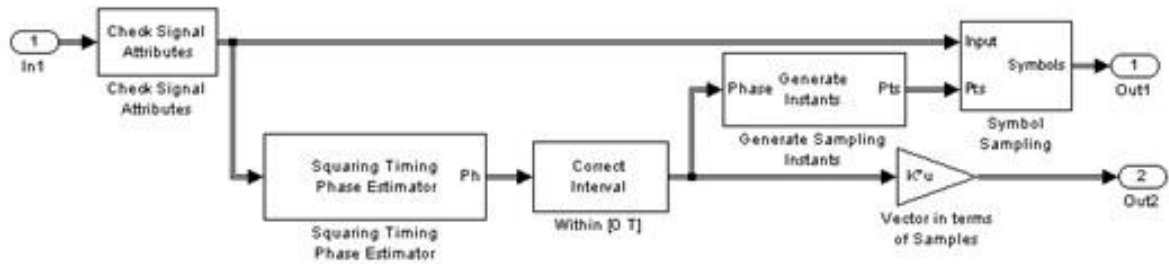 1
In1
Check Signal
Attributes
Check Signal
Attributes
Squaring Timing
Phase Estimator
Ph
Squaring Timing
Phase Estimator
Correct
Interval
Within [0 T]
Phase
Generate
Instants
Pts
Generate Sampling
Instants
Input
Pts
Symbols
Symbol
Sampling
1
Out1
K*u
Vector in terms
of Samples
2
Out2